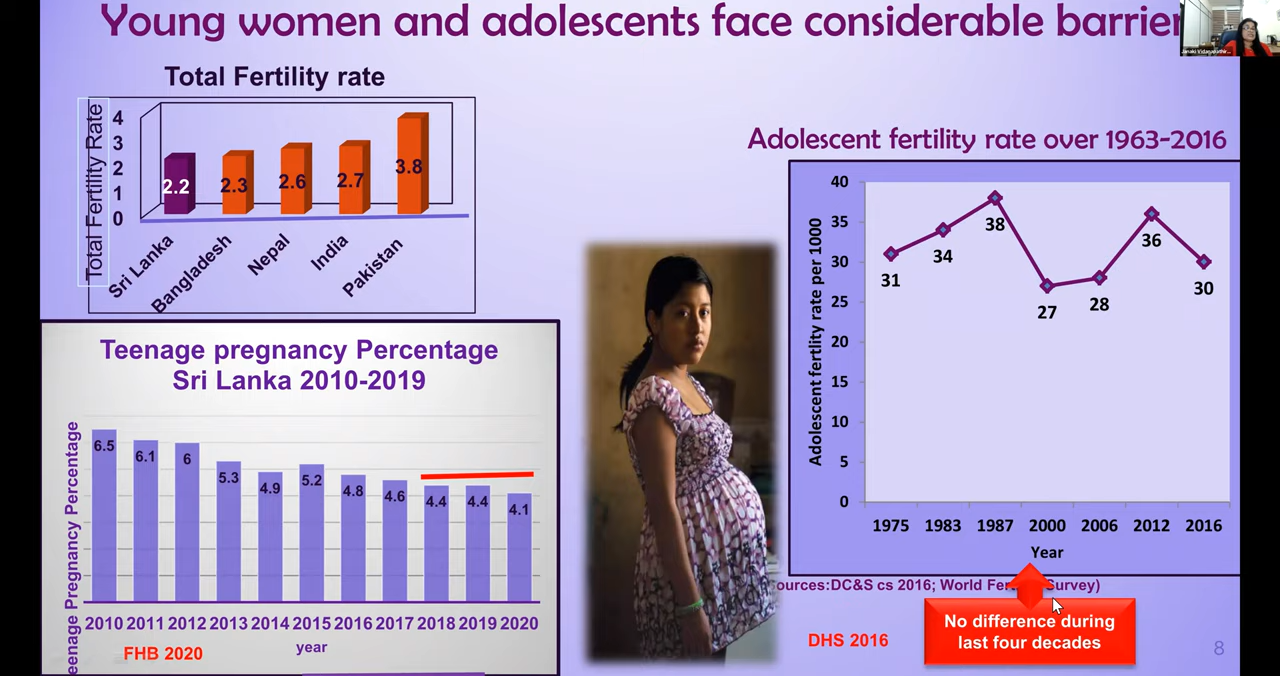 Young women and adolescents face considerable barrier
Total Fertility rate
Total Fertility Rate
4
3
2
1
0
2.2
2.3
2.6
2.7
3.8
Sri Lanka
Bangladesh
Nepal
India
Pakistan
Teenage pregnancy Percentage
Sri Lanka 2010-2019
eenage Pregnancy Percentage
6.5
6.1
6
5.3
4.9
5.2
4.8
4.6
4.4
4.4
4.1
2010 2011 2012 2013 2014 2015 2016 2017 2018 2019 2020
year
FHB 2020
Adolescent fertility rate over 1963-2016
Adolescent fertlity rate per 1000
40
35
30
25
20
15
10
5
0
31
34
38
27
28
36
30
1975 1983 1987 2000 2006 2012 2016
Year
ources:DC&S cs 2016; World Fer Survey)
No difference during
last four decades
DHS 2016
8